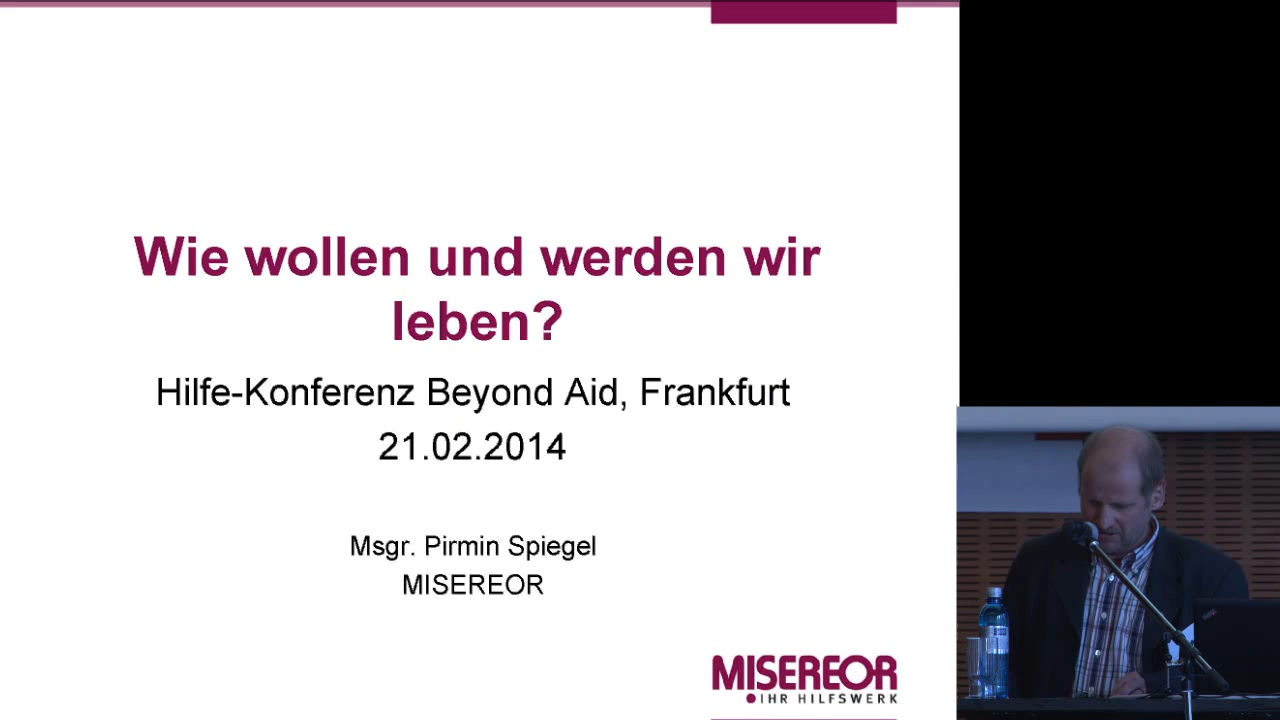 Wie wollen und werden wir
leben?
Hilfe-Konferenz Beyond Aid, Frankfurt
21.02.2014
Msgr. Pirmin Spiegel
MISEREOR
MISEREOR
IHR HILFSWERK